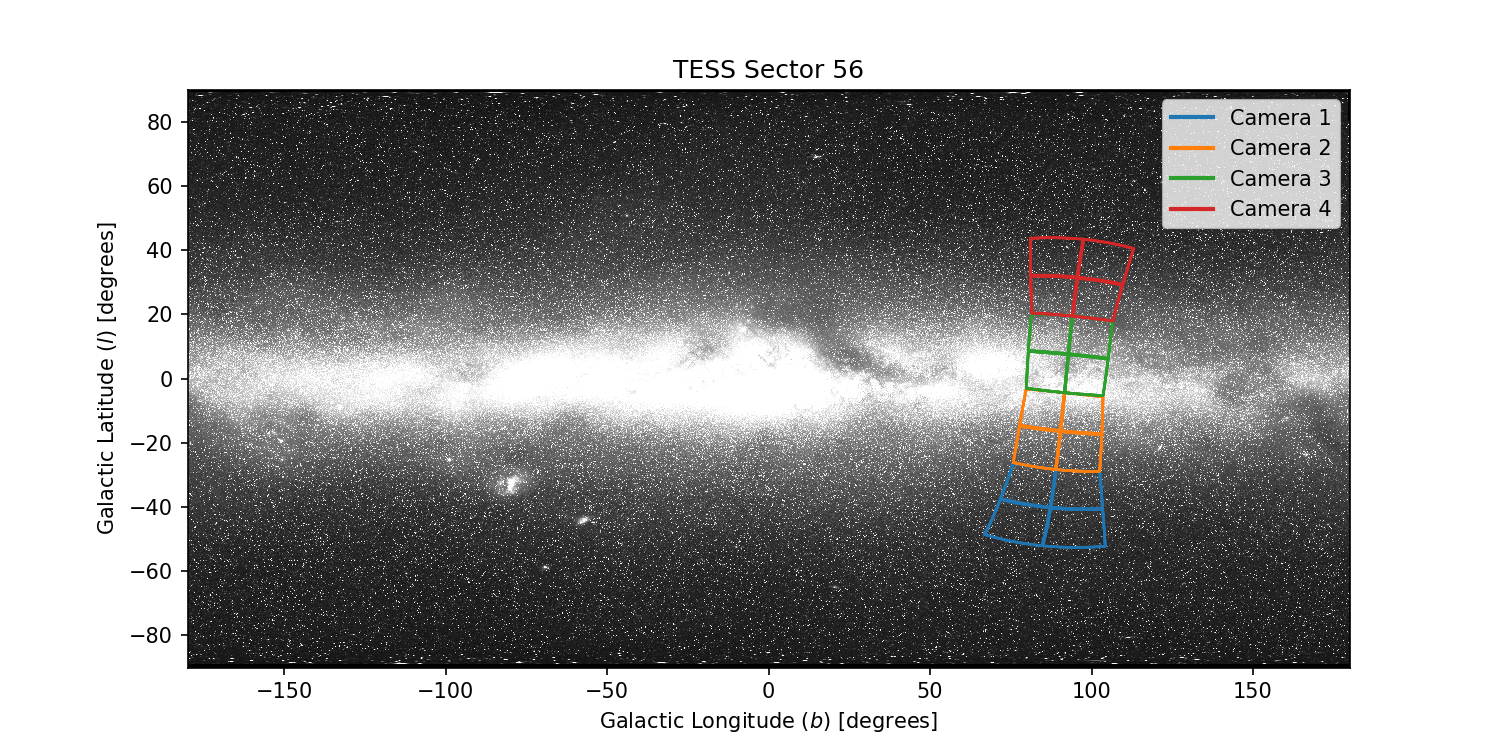 TESS Sector 56
Camera 1
Camera 2
Camera 3
Camera 4
80
60
40
20
0
−20
−40
−60
−80
Galactic Latitude (l) [degrees]
−150
−100
−50
0
50
100
150
Galactic Longitude (b) [degrees]